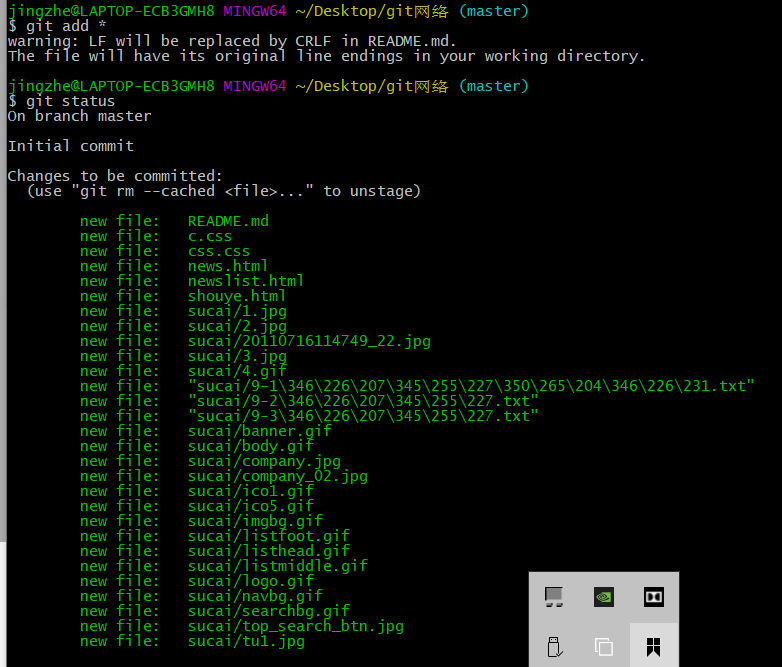 jingzhe@LAPTOP-ECB3GMH8 MINGW64 ~/Desktop/git网络 (master)
$ git add *
warning: LF will be replaced by CRLF in README.md.
The file will have its original line endings in your working directory.
jingzhe@LAPTOP-ECB3GMH8 MINGW64 ~/Desktop/git网络 (master)
$ git status
On branch master
Initial commit
Changes to be committed:
(use "git rm --cached <file>..." to unstage)
new file: README.md
new file: c.css
new file: css.css
new file: news.html
new file: newslist.html
new file: shouye.html
new file: sucai/1.jpg
new file: sucai/2.jpg
new file: sucai/20110716114749_22.jpg
new file: sucai/3.jpg
new file: sucai/4.gif
new file: "sucai/9-1\346\226\207\345\255\227\350\265\204\346\226\231.txt"
new file: "sucai/9-2\346\226\207\345\255\227.txt"
new file: "sucai/9-3\346\226\207\345\255\227.txt"
new file: sucai/banner.gif
new file: sucai/body.gif
new file: sucai/company.jpg
new file: sucai/company_02.jpg
new file: sucai/ico1.gif
new file: sucai/ico5.gif
new file: sucai/imgbg.gif
new file: sucai/listfoot.gif
new file: sucai/listhead.gif
new file: sucai/listmiddle.gif
new file: sucai/logo.gif
new file: sucai/navbg.gif
new file: sucai/searchbg.gif
new file: sucai/top_search_btn.jpg
new file: sucai/tu1.jpg